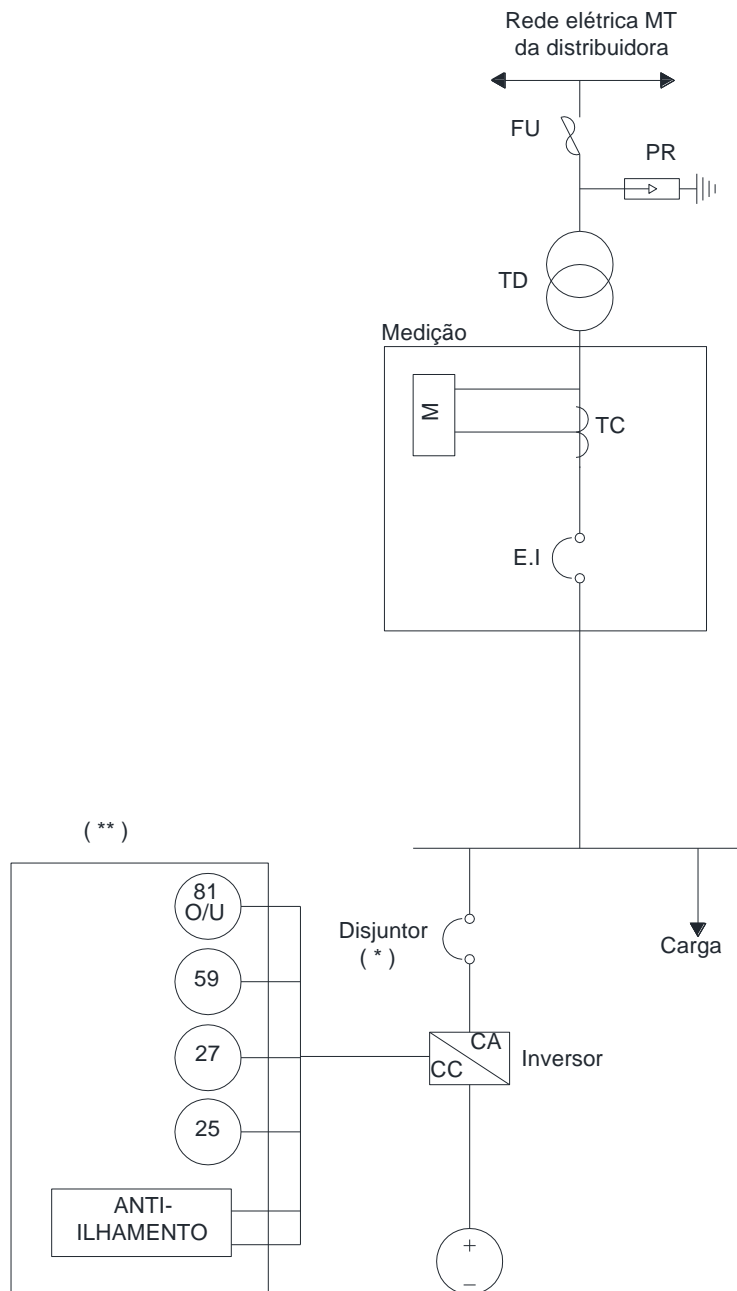 Rede elétrica MT
da distribuidora
FU
PR
TD
Medição
M
TC
E.I
( ** )
81
O/U
59
27
25
ANTI-
ILHAMENTO
Disjuntor
( * )
Carga
CA
CC
Inversor
+
–